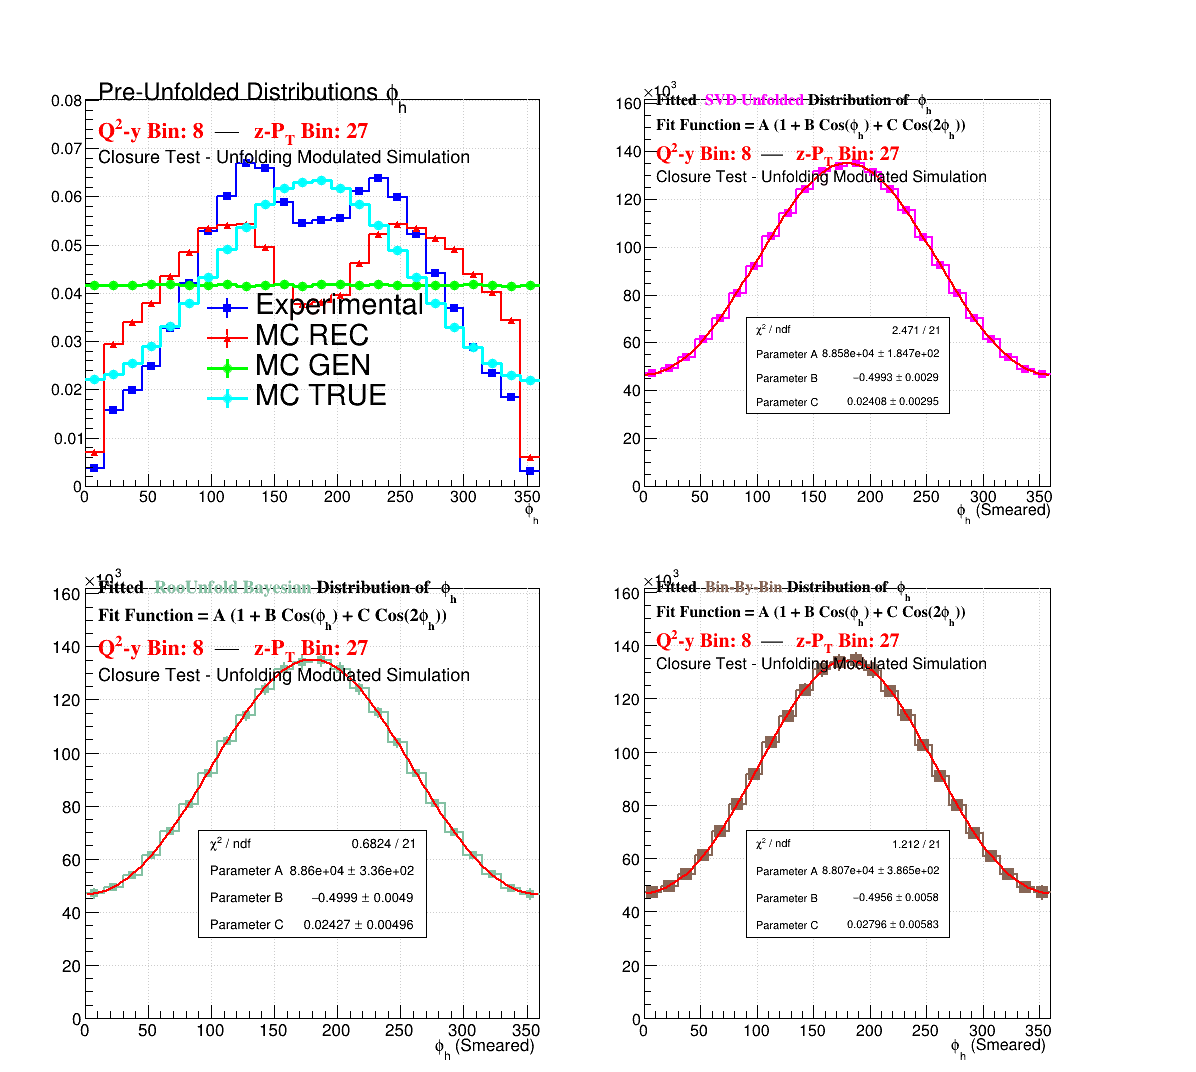 Pre-Unfolded Distributions ϕh
Q²-y Bin: 8 — z-PT Bin: 27
Closure Test - Unfolding Modulated Simulation
0.08
0.07
0.06
0.05
0.04
0.03
0.02
0.01
0
Experimental
MC REC
MC GEN
MC TRUE
0 50 100 150 200 250 300 350
ϕh
×10³
Fitted SVD Unfolded Distribution of ϕh
Fit Function = A (1 + B Cos(ϕh) + C Cos(2ϕh))
Q²-y Bin: 8 — z-PT Bin: 27
Closure Test - Unfolding Modulated Simulation
160
140
120
100
80
60
40
20
0
χ² / ndf 2.471 / 21
Parameter A 8.858e+04 ± 1.847e+02
Parameter B −0.4993 ± 0.0029
Parameter C 0.02408 ± 0.00295
0 50 100 150 200 250 300 350
ϕh (Smeared)
×10³
Fitted RooUnfold Bayesian Distribution of ϕh
Fit Function = A (1 + B Cos(ϕh) + C Cos(2ϕh))
Q²-y Bin: 8 — z-PT Bin: 27
Closure Test - Unfolding Modulated Simulation
160
140
120
100
80
60
40
20
0
χ² / ndf 0.6824 / 21
Parameter A 8.86e+04 ± 3.36e+02
Parameter B −0.4999 ± 0.0049
Parameter C 0.02427 ± 0.00496
0 50 100 150 200 250 300 350
ϕh (Smeared)
×10³
Fitted Bin-By-Bin Distribution of ϕh
Fit Function = A (1 + B Cos(ϕh) + C Cos(2ϕh))
Q²-y Bin: 8 — z-PT Bin: 27
Closure Test - Unfolding Modulated Simulation
160
140
120
100
80
60
40
20
0
χ² / ndf 1.212 / 21
Parameter A 8.807e+04 ± 3.865e+02
Parameter B −0.4956 ± 0.0058
Parameter C 0.02796 ± 0.00583
0 50 100 150 200 250 300 350
ϕh (Smeared)